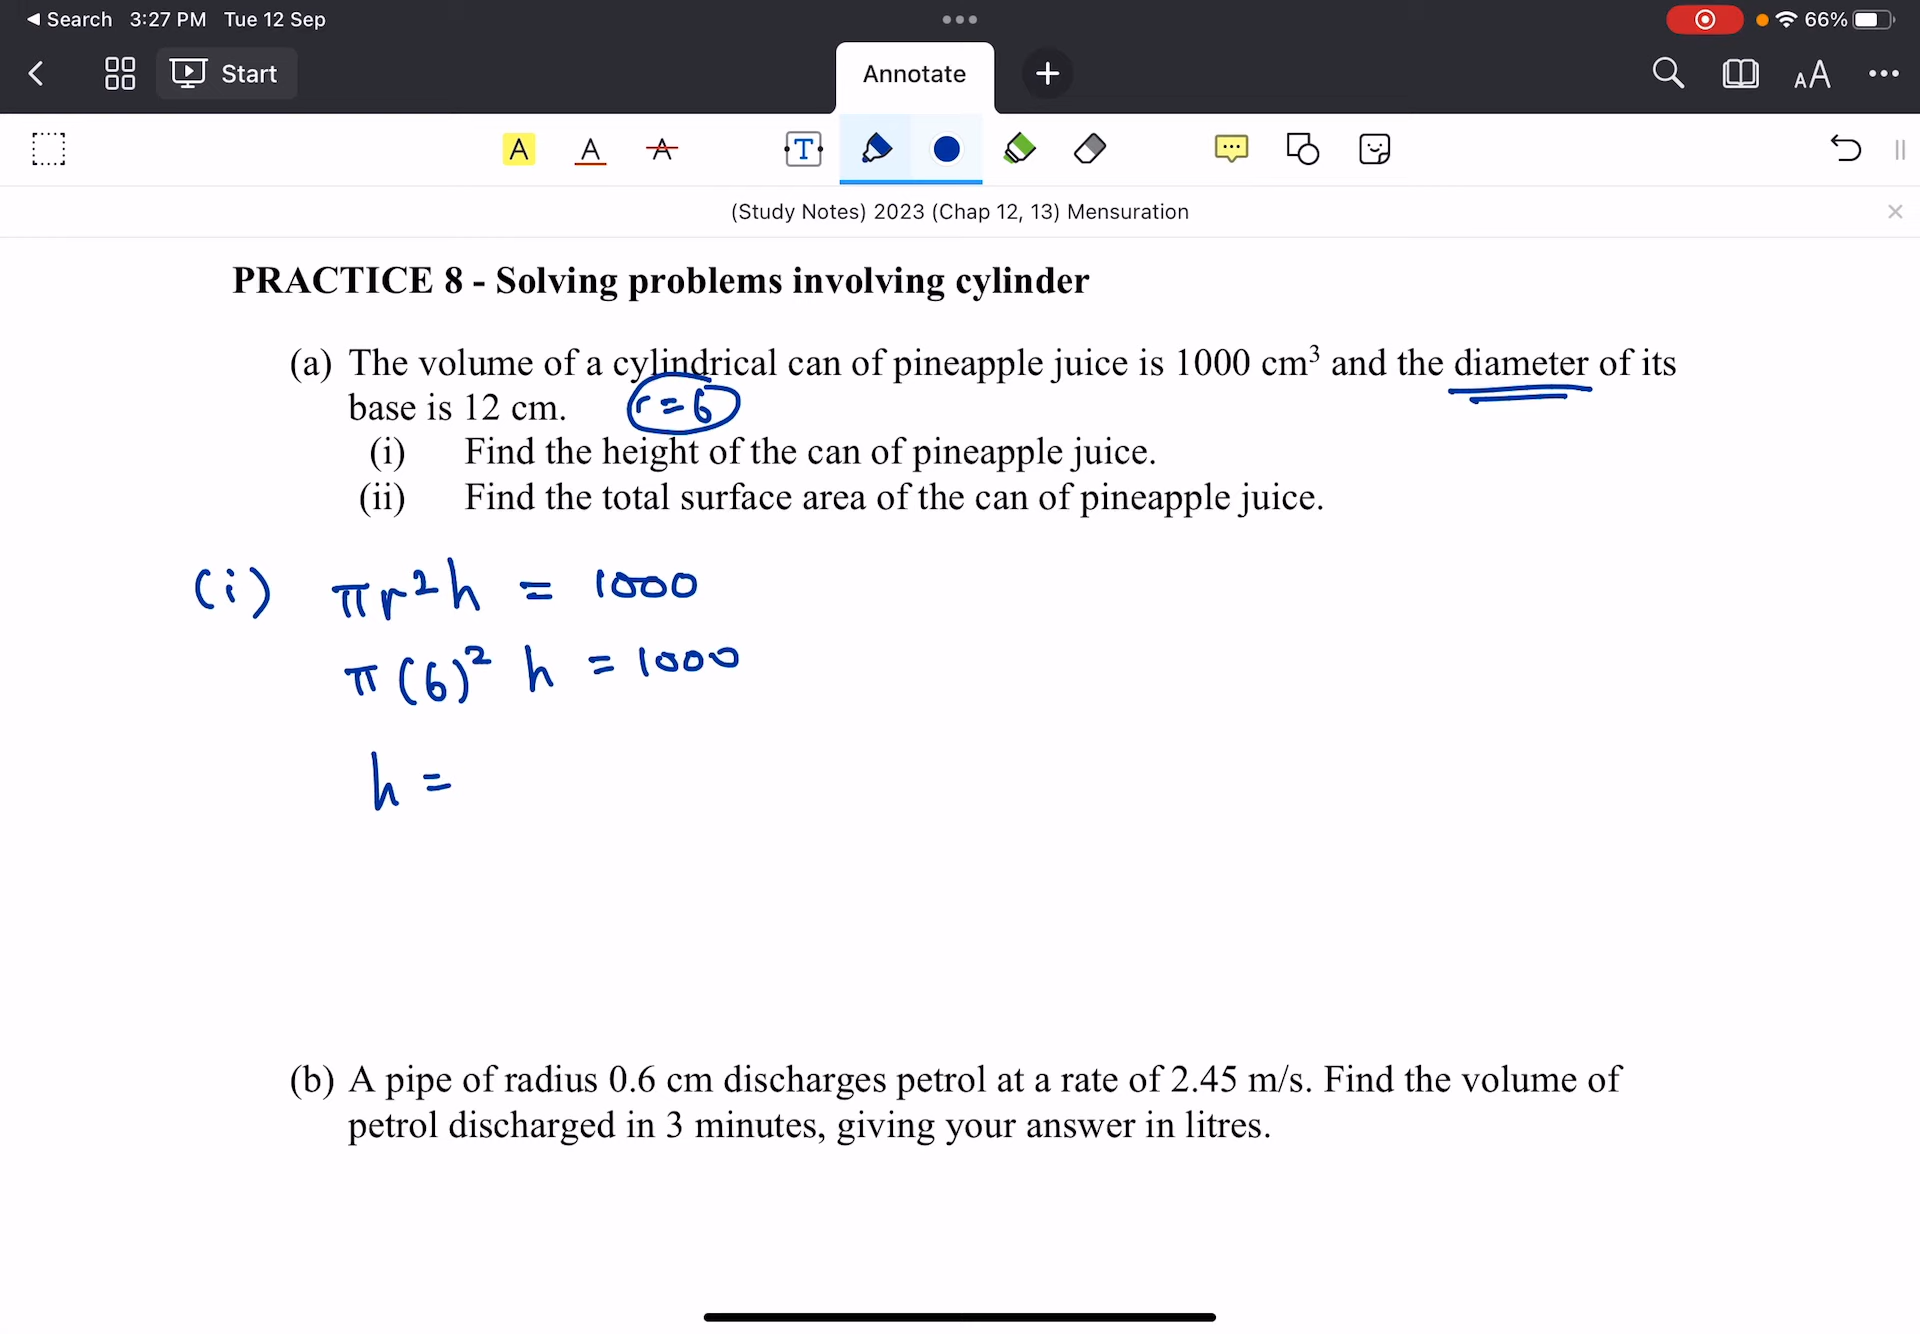 Search 3:27 PM Tue 12 Sep 66%
Start Annotate AA
A A A T
(Study Notes) 2023 (Chap 12, 13) Mensuration
PRACTICE 8 - Solving problems involving cylinder
(a) The volume of a cylindrical can of pineapple juice is 1000 cm³ and the diameter of its
base is 12 cm. r = 6
(i) Find the height of the can of pineapple juice.
(ii) Find the total surface area of the can of pineapple juice.
(i) πr²h = 1000
π(6)² h = 1000
h =
(b) A pipe of radius 0.6 cm discharges petrol at a rate of 2.45 m/s. Find the volume of
petrol discharged in 3 minutes, giving your answer in litres.